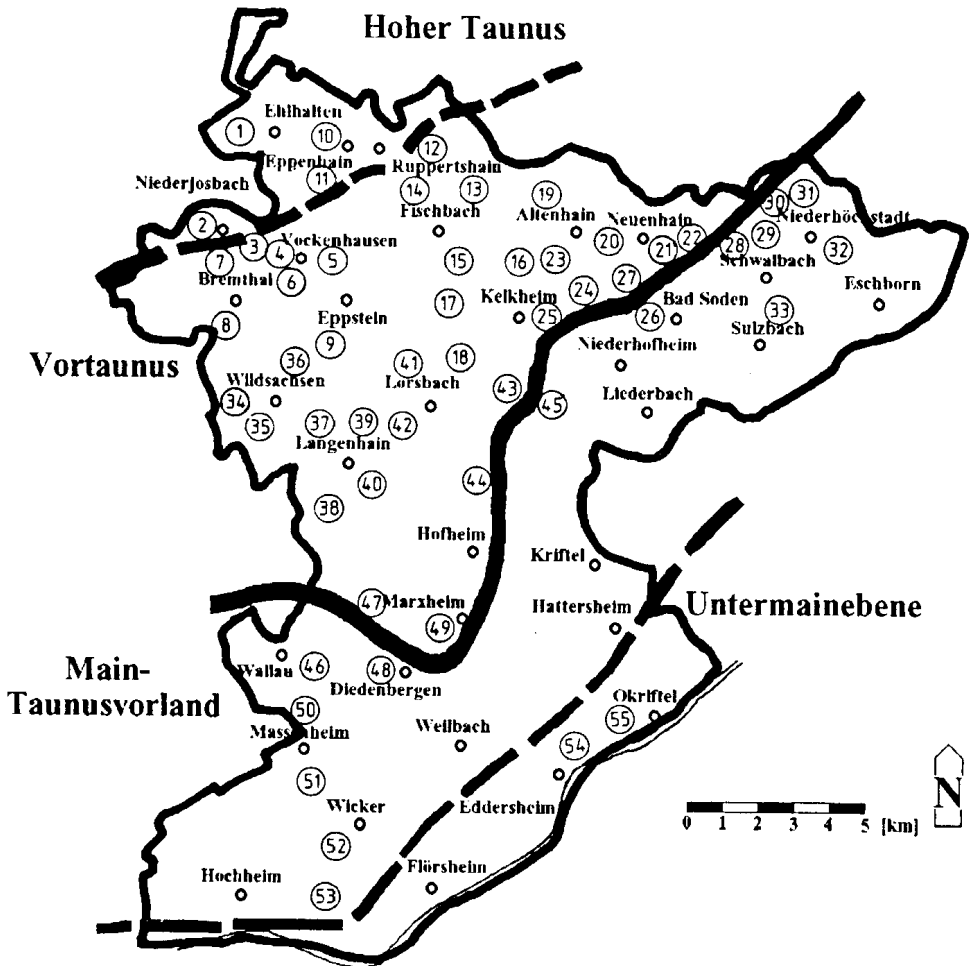 Hoher Taunus
Ehlhalten
1
10
12
Eppenhain
Ruppertshain
11
14
13
19
31
Niederjosbach
30
Fischbach
Altenhain
Neuenhain
Niederhöchstadt
2
3
4
Vockenhausen
5
20
21
22
28
29
32
7
6
15
16
23
Schwalbach
Bremthal
27
24
Eschborn
17
Kelkheim
25
26
Bad Soden
33
8
Eppstein
Sulzbach
9
Niederhofheim
Vortaunus
36
41
18
Wildsachsen
Lorsbach
43
Liederbach
34
45
35
37
39
42
Langenhain
40
44
38
Hofheim
Kriftel
47
Marxheim
Hattersheim
Untermainebene
49
Main-
Taunusvorland
Wallau
46
48
Diedenbergen
Okriftel
50
55
Massenheim
Weilbach
54
51
Eddersheim
N
Wicker
0 1 2 3 4 5 [km]
52
Hochheim
Flörsheim
53